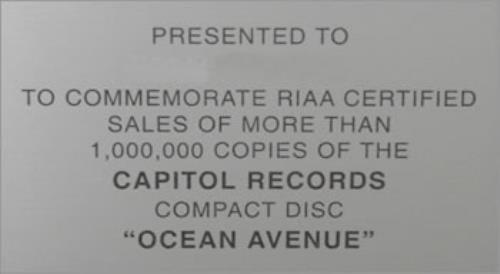 PRESENTED TO
TO COMMEMORATE RIAA CERTIFIED
SALES OF MORE THAN
1,000,000 COPIES OF THE
CAPITOL RECORDS
COMPACT DISC
"OCEAN AVENUE"